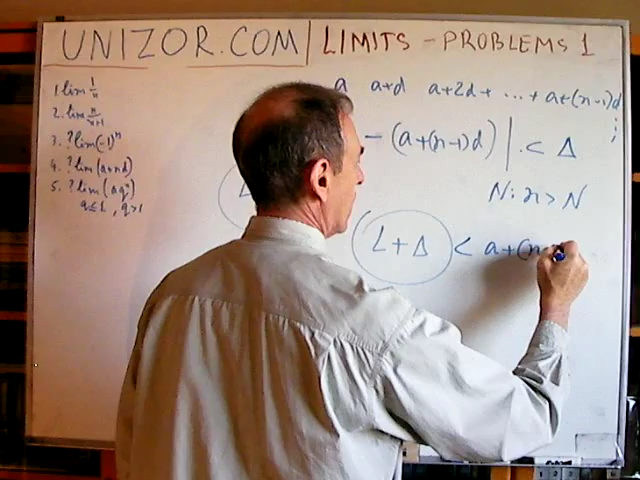 UNIZOR.COM | LIMITS - PROBLEMS 1
1. lim 1/n
2. lim n/(n+1)
3. ? lim (-1)ⁿ
4. ? lim (a+nd)
5. ? lim (aqⁿ)
q≤1, q>1
a a+d a+2d+ ...+ a+(n-1)d
- (a+(n-1)d) | < Δ
N: n > N
L+Δ < a+(n